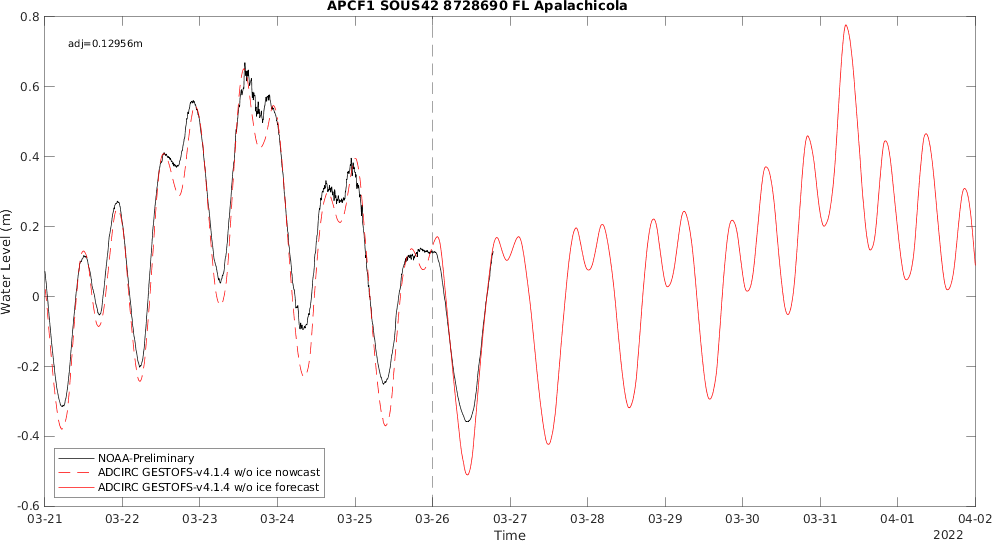 APCF1 SOUS42 8728690 FL Apalachicola
adj=0.12956m
0.8
0.6
0.4
0.2
0
-0.2
-0.4
-0.6
Water Level (m)
NOAA-Preliminary
ADCIRC GESTOFS-v4.1.4 w/o ice nowcast
ADCIRC GESTOFS-v4.1.4 w/o ice forecast
03-21 03-22 03-23 03-24 03-25 03-26 03-27 03-28 03-29 03-30 03-31 04-01 04-02
Time
2022